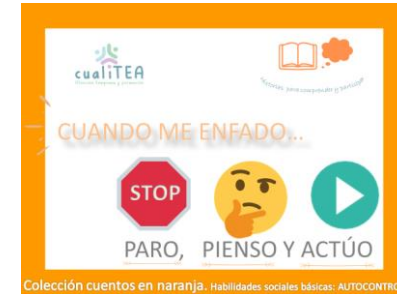 cualiTEA
CUANDO ME ENFADO...
STOP
PARO, PIENSO Y ACTÚO
Colección cuentos en naranja. Habilidades sociales básicas: AUTOCONTRO